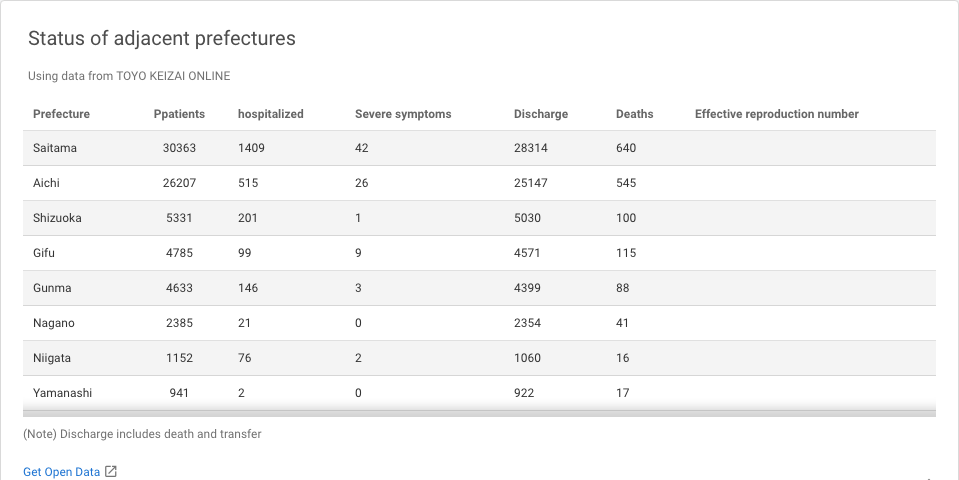 Status of adjacent prefectures
Using data from TOYO KEIZAI ONLINE
Prefecture Ppatients hospitalized Severe symptoms Discharge Deaths Effective reproduction number
Saitama 30363 1409 42 28314 640
Aichi 26207 515 26 25147 545
Shizuoka 5331 201 1 5030 100
Gifu 4785 99 9 4571 115
Gunma 4633 146 3 4399 88
Nagano 2385 21 0 2354 41
Niigata 1152 76 2 1060 16
Yamanashi 941 2 0 922 17
(Note) Discharge includes death and transfer
Get Open Data